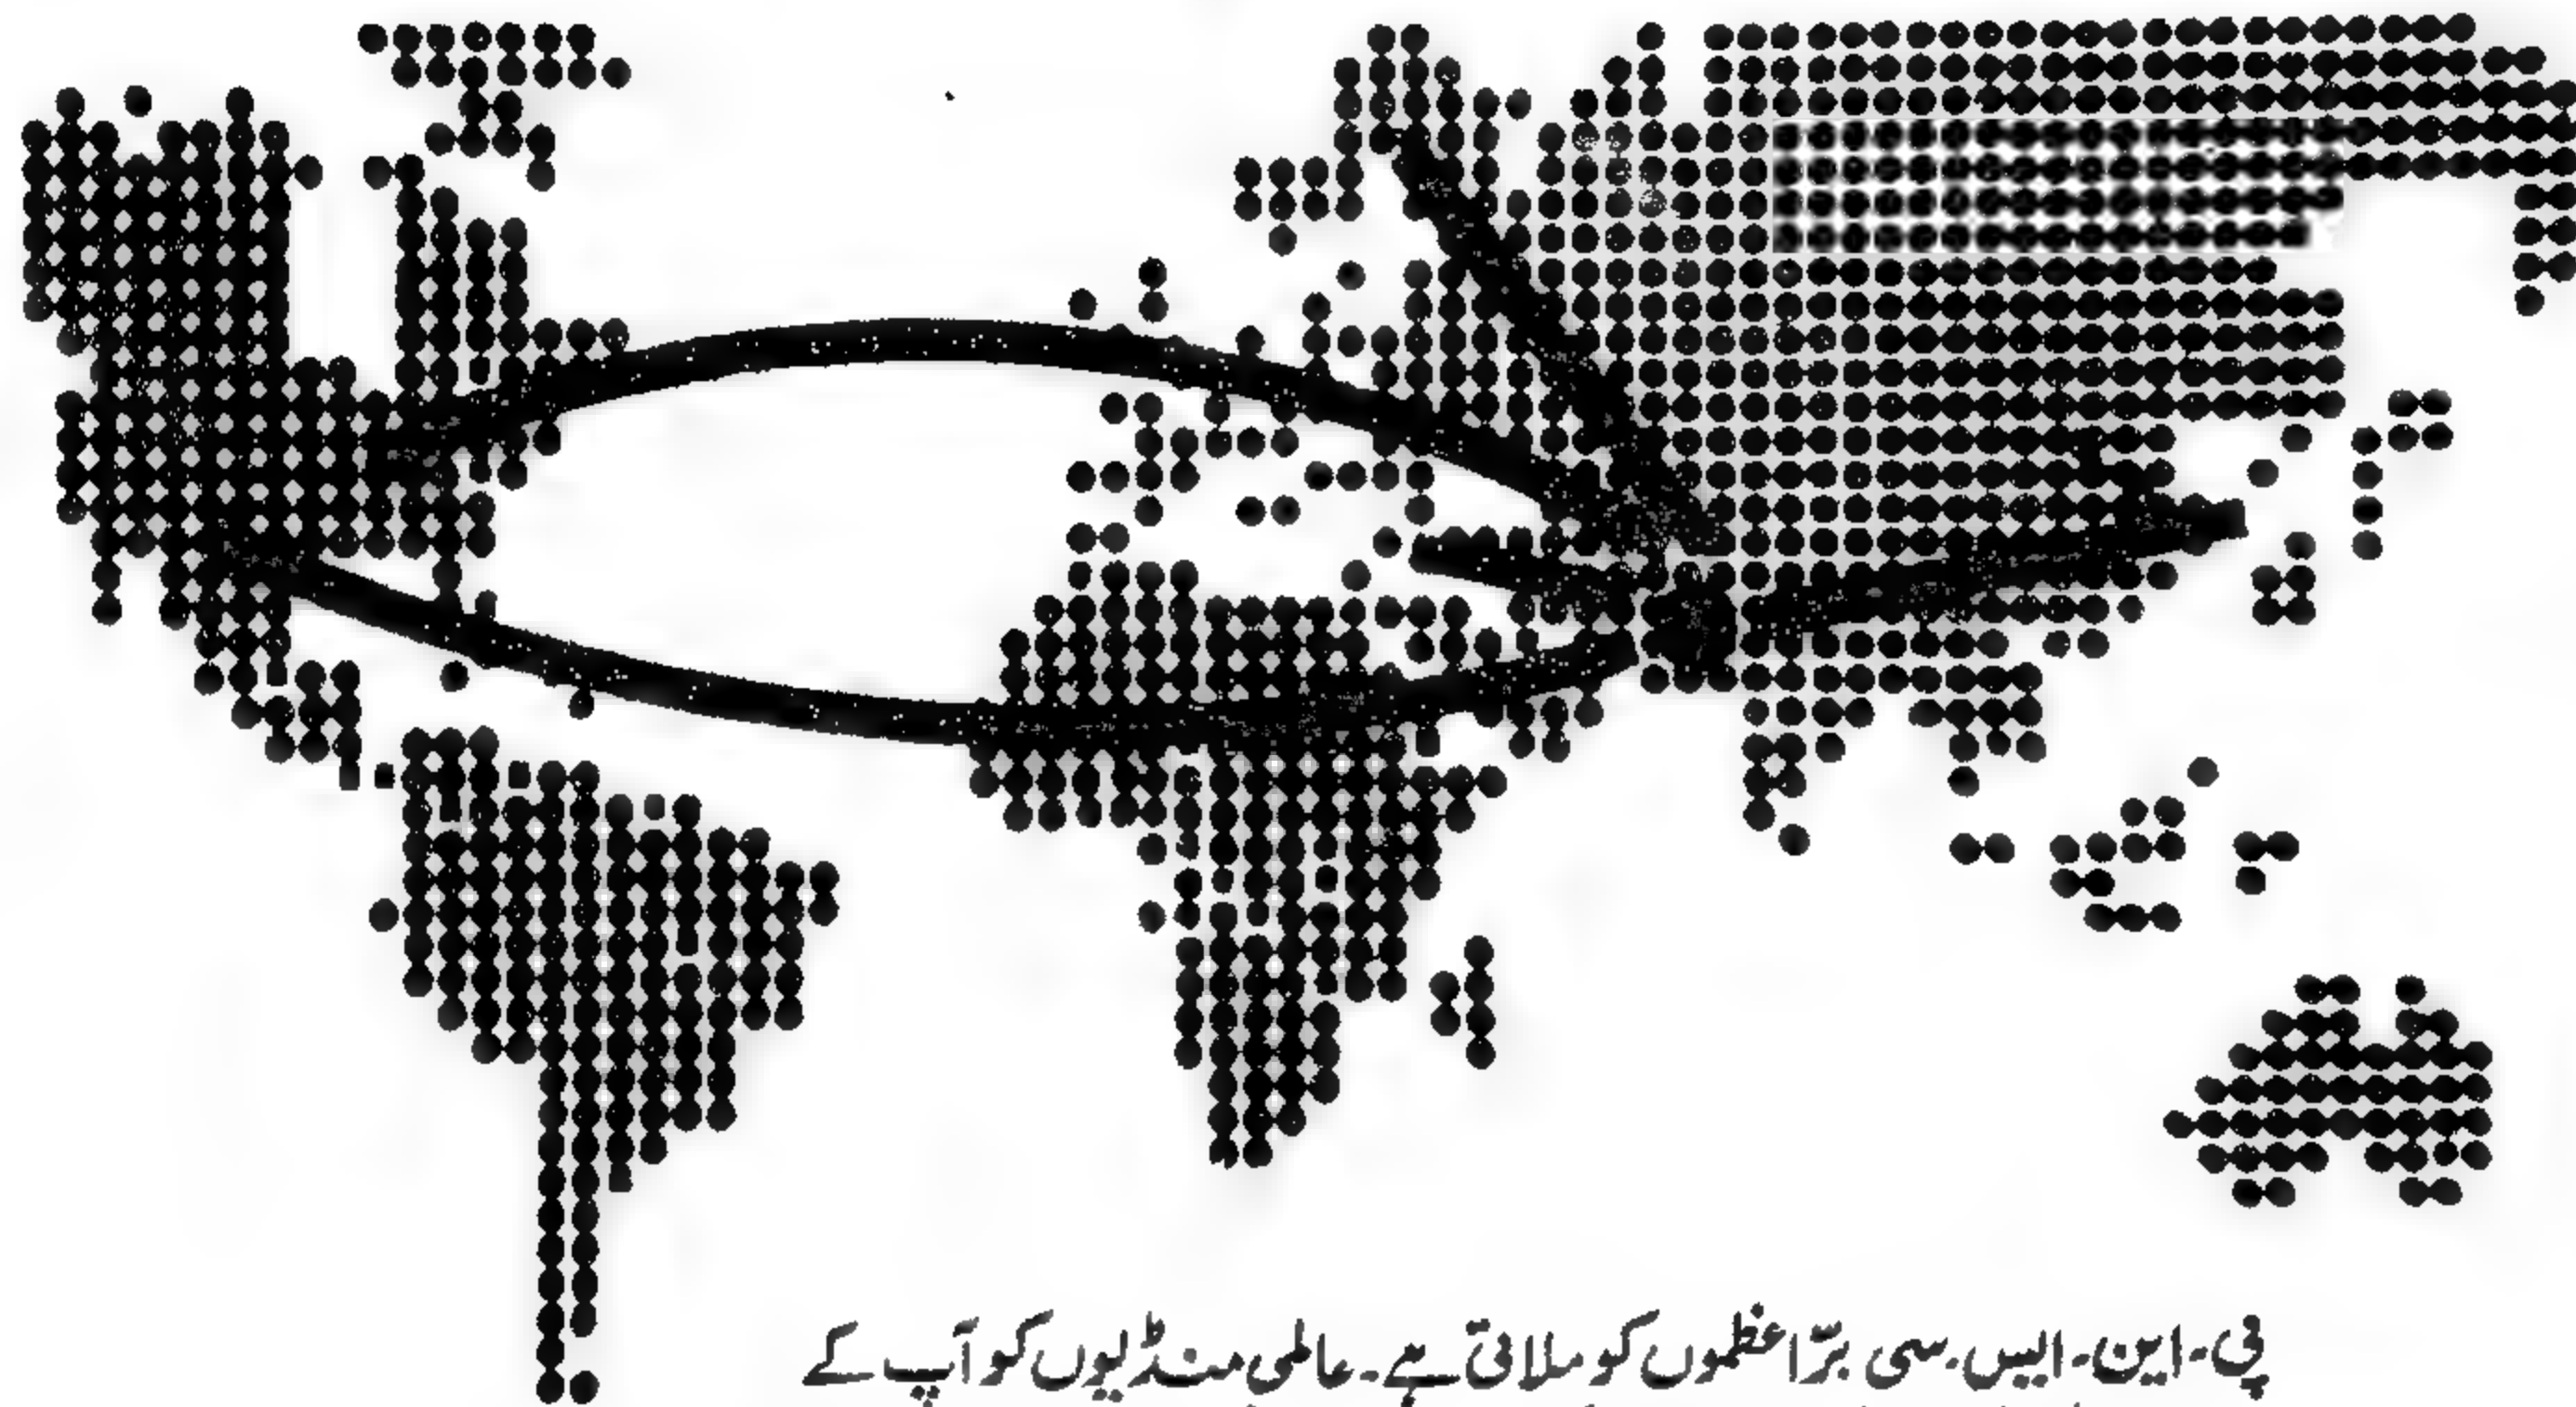 پی۔ این۔ ایس۔ سی برّاعظموں کو ملاتی ہے۔ عالمی منڈیوں کو آپ کے